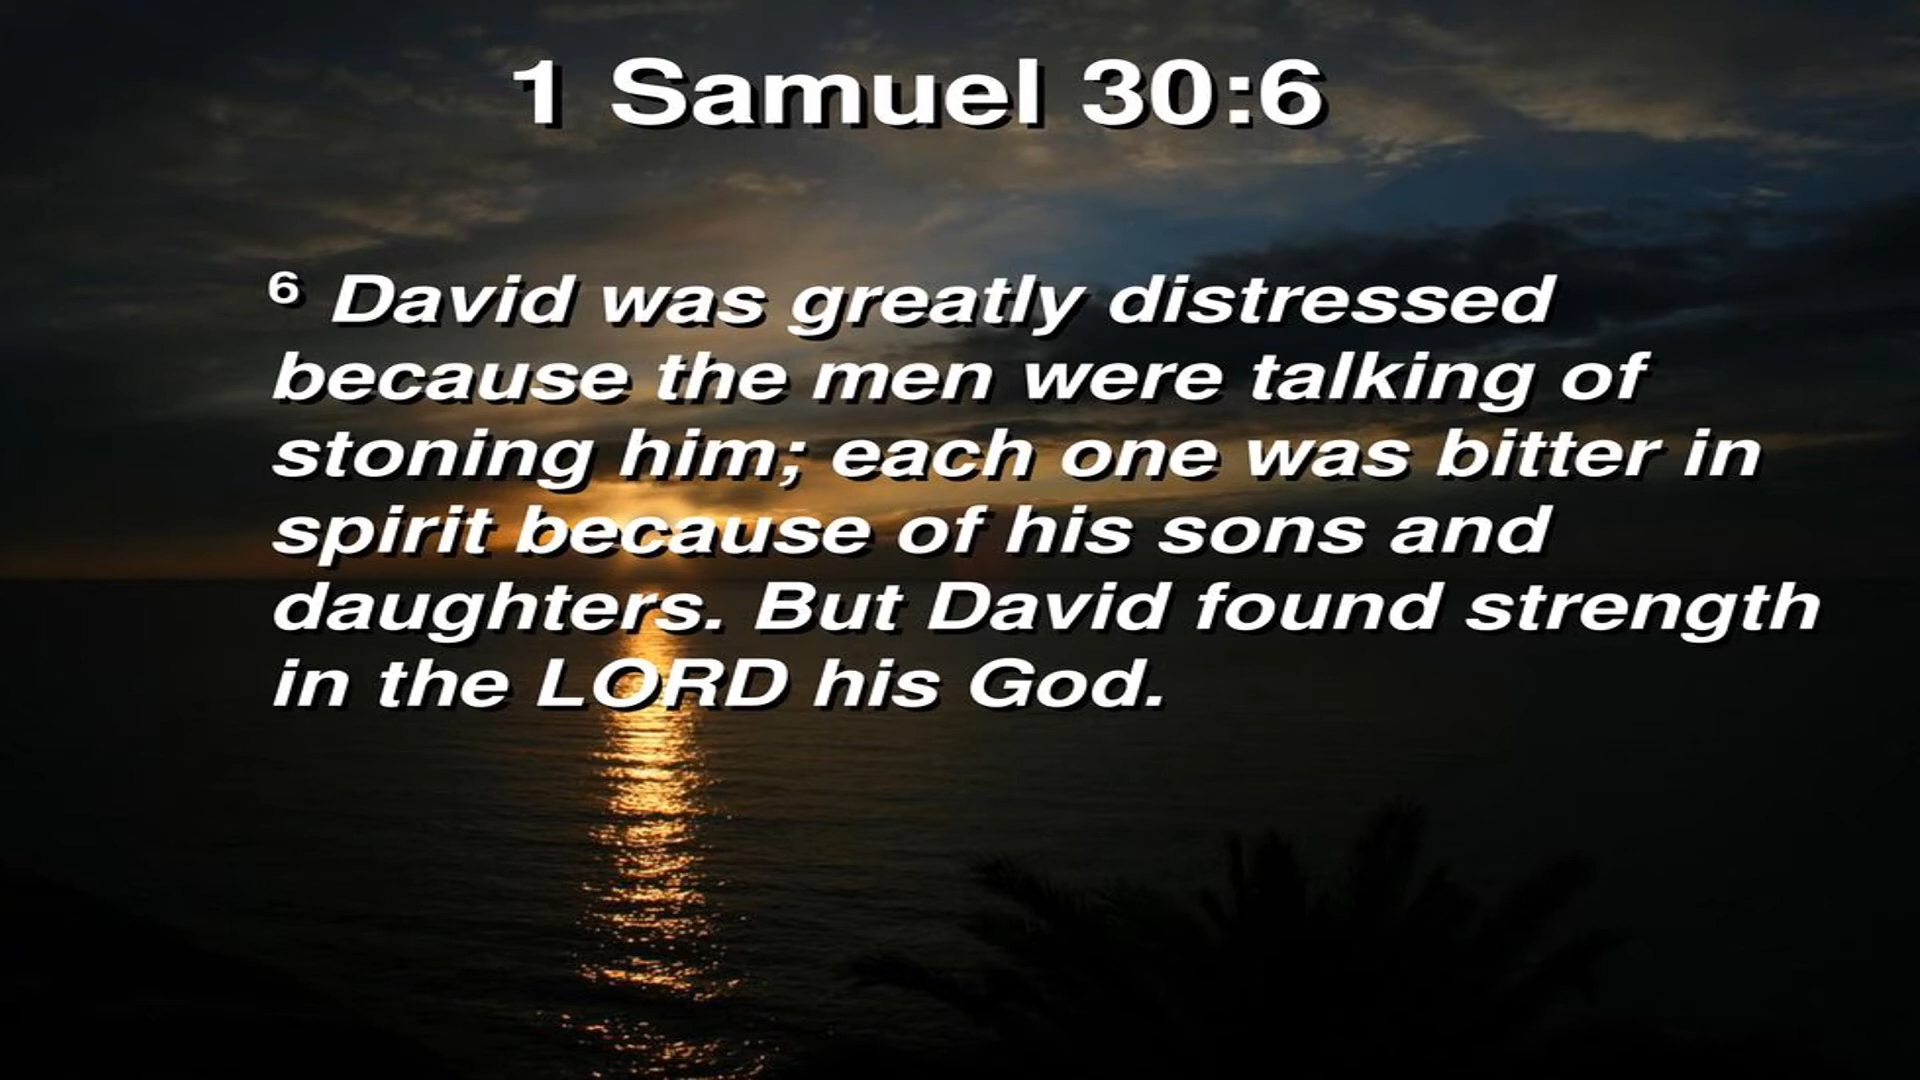 1 Samuel 30:6
6 David was greatly distressed
because the men were talking of
stoning him; each one was bitter in
spirit because of his sons and
daughters. But David found strength
in the LORD his God.